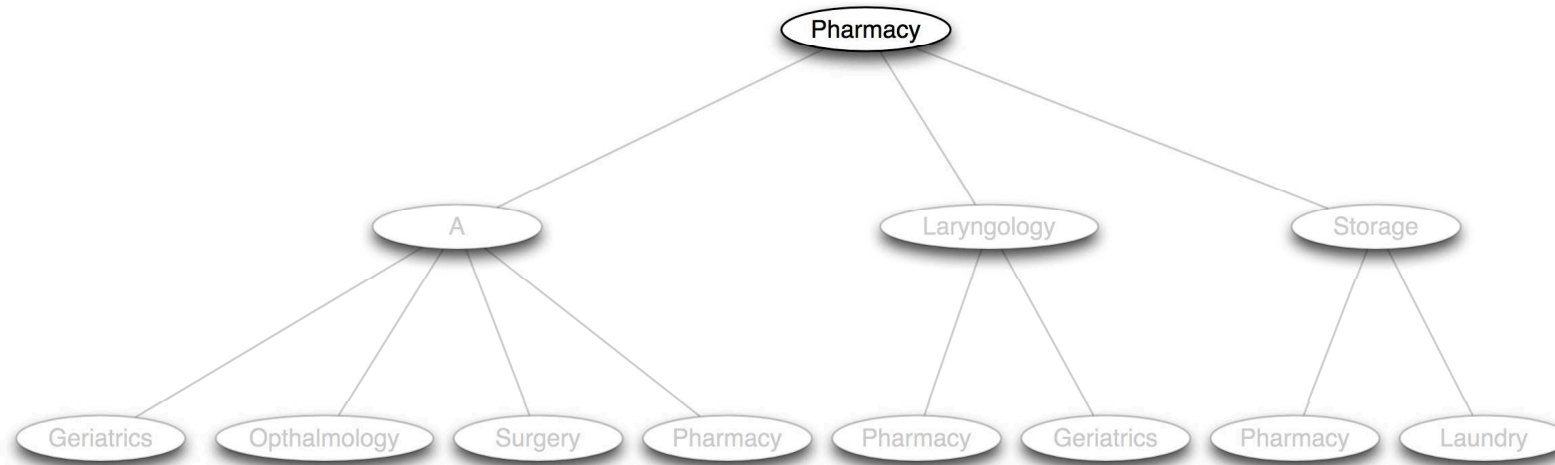 Pharmacy
A
Laryngology
Storage
Geriatrics
Opthalmology
Surgery
Pharmacy
Pharmacy
Geriatrics
Pharmacy
Laundry